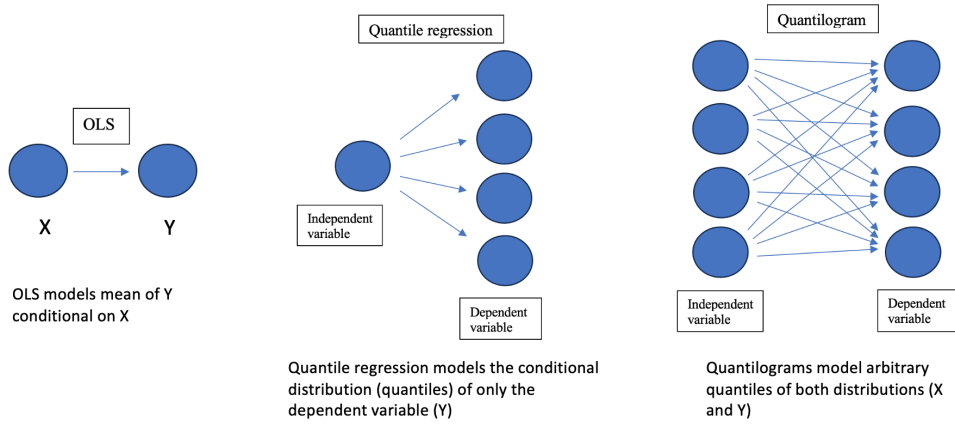 OLS
X
Y
OLS models mean of Y
conditional on X
Quantile regression
Independent
variable
Dependent
variable
Quantile regression models the conditional
distribution (quantiles) of only the
dependent variable (Y)
Quantilogram
Independent
variable
Dependent
variable
Quantilograms model arbitrary
quantiles of both distributions (X
and Y)